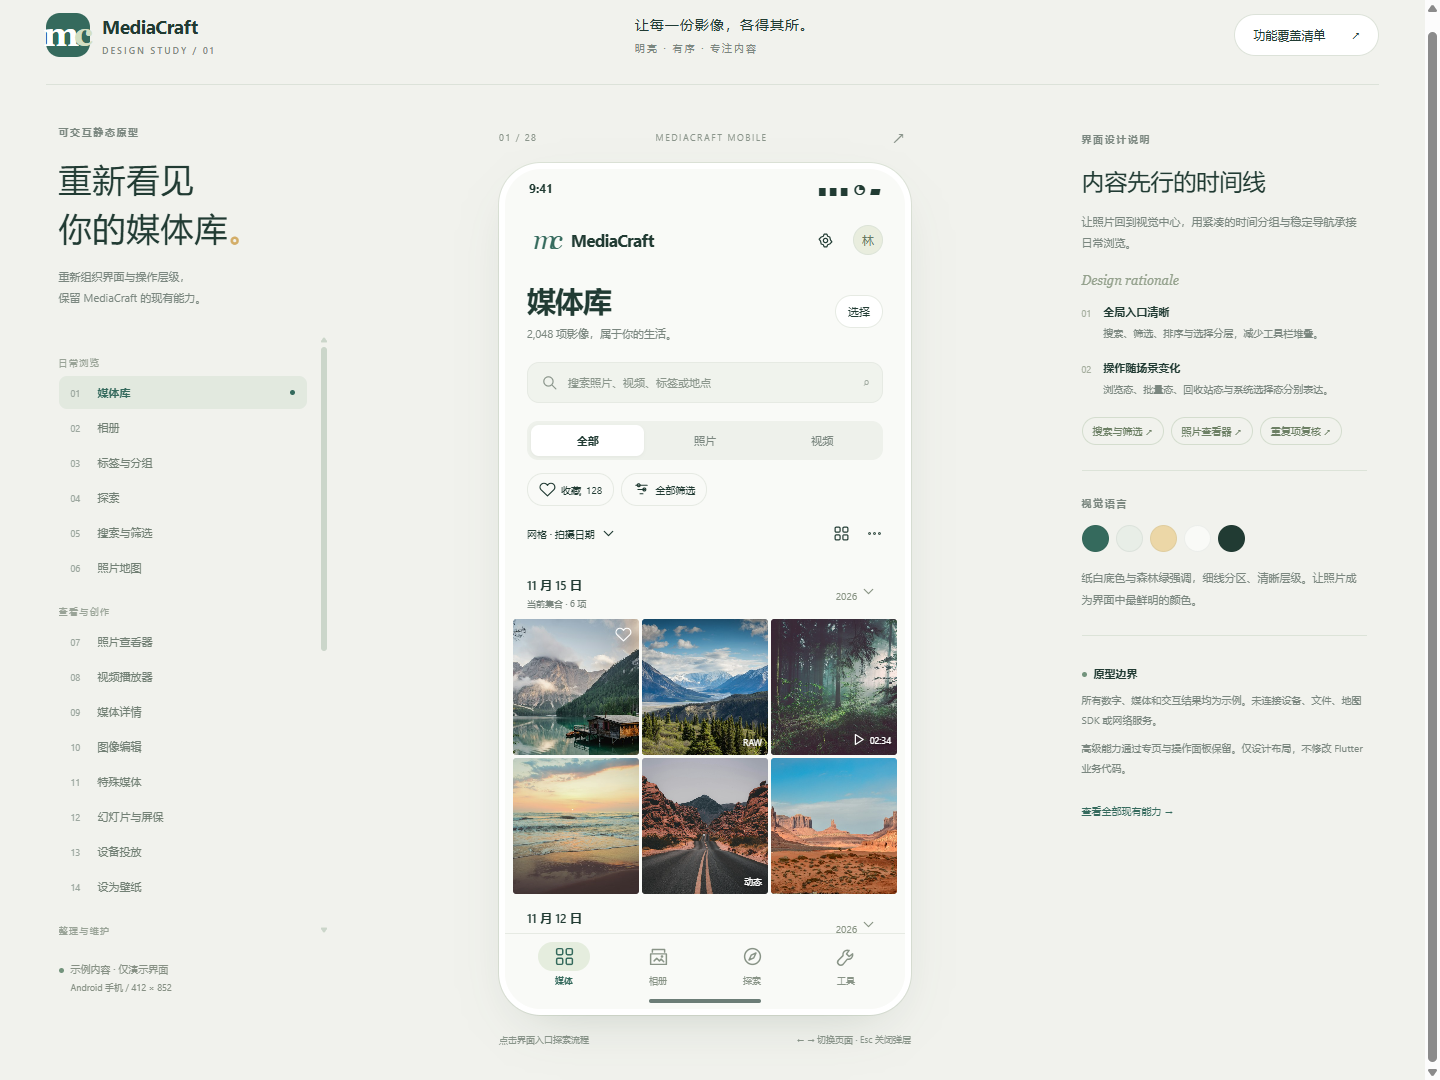 mc
MediaCraft
DESIGN STUDY / 01
让每一份影像，各得其所。
明亮 · 有序 · 专注内容
功能覆盖清单 ↗
可交互静态原型
重新看见
你的媒体库。
重新组织界面与操作层级，
保留 MediaCraft 的现有能力。
日常浏览
01 媒体库
02 相册
03 标签与分组
04 探索
05 搜索与筛选
06 照片地图
查看与创作
07 照片查看器
08 视频播放器
09 媒体详情
10 图像编辑
11 特殊媒体
12 幻灯片与屏保
13 设备投放
14 设为壁纸
整理与维护
示例内容 · 仅演示界面
Android 手机 / 412 × 852
01 / 28
MEDIACRAFT MOBILE
↗
9:41
mc MediaCraft
林
媒体库
2,048 项影像，属于你的生活。
选择
搜索照片、视频、标签或地点
全部
照片
视频
收藏 128
全部筛选
网格 · 拍摄日期
11 月 15 日
当前集合 · 6 项
2026
RAW
02:34
动态
11 月 12 日
2026
媒体
相册
探索
工具
点击界面入口探索流程
← → 切换页面 · Esc 关闭弹层
界面设计说明
内容先行的时间线
让照片回到视觉中心，用紧凑的时间分组与稳定导航承接
日常浏览。
Design rationale
01 全局入口清晰
搜索、筛选、排序与选择分层，减少工具栏堆叠。
02 操作随场景变化
浏览态、批量态、回收站态与系统选择态分别表达。
搜索与筛选 ↗
照片查看器 ↗
重复项复核 ↗
视觉语言
纸白底色与森林绿强调，细线分区、清晰层级。让照片成
为界面中最鲜明的颜色。
原型边界
所有数字、媒体和交互结果均为示例。未连接设备、文件、地图
SDK 或网络服务。
高级能力通过专页与操作面板保留。仅设计布局，不修改 Flutter
业务代码。
查看全部现有能力 →